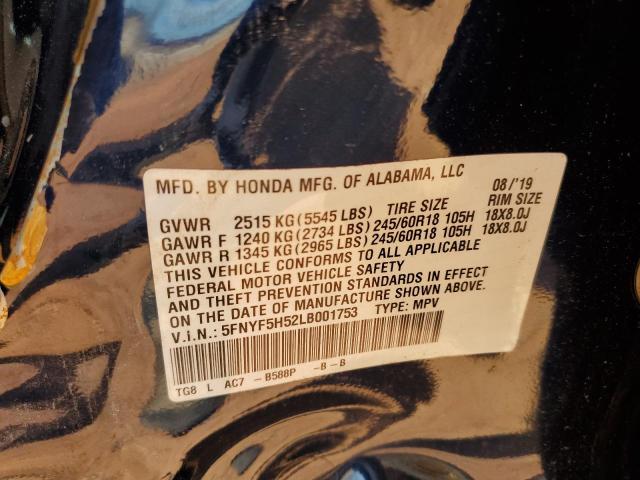 MFD. BY HONDA MFG. OF ALABAMA, LLC 08/'19
GVWR 2515 KG (5545 LBS) TIRE SIZE RIM SIZE
GAWR F 1240 KG (2734 LBS) 245/60R18 105H 18X8.0J
GAWR R 1345 KG (2965 LBS) 245/60R18 105H 18X8.0J
THIS VEHICLE CONFORMS TO ALL APPLICABLE
FEDERAL MOTOR VEHICLE SAFETY
AND THEFT PREVENTION STANDARDS IN EFFECT
ON THE DATE OF MANUFACTURE SHOWN ABOVE.
V.I.N.: 5FNYF5H52LB001753 TYPE: MPV
TG8 L AC7 -B588P -B-B